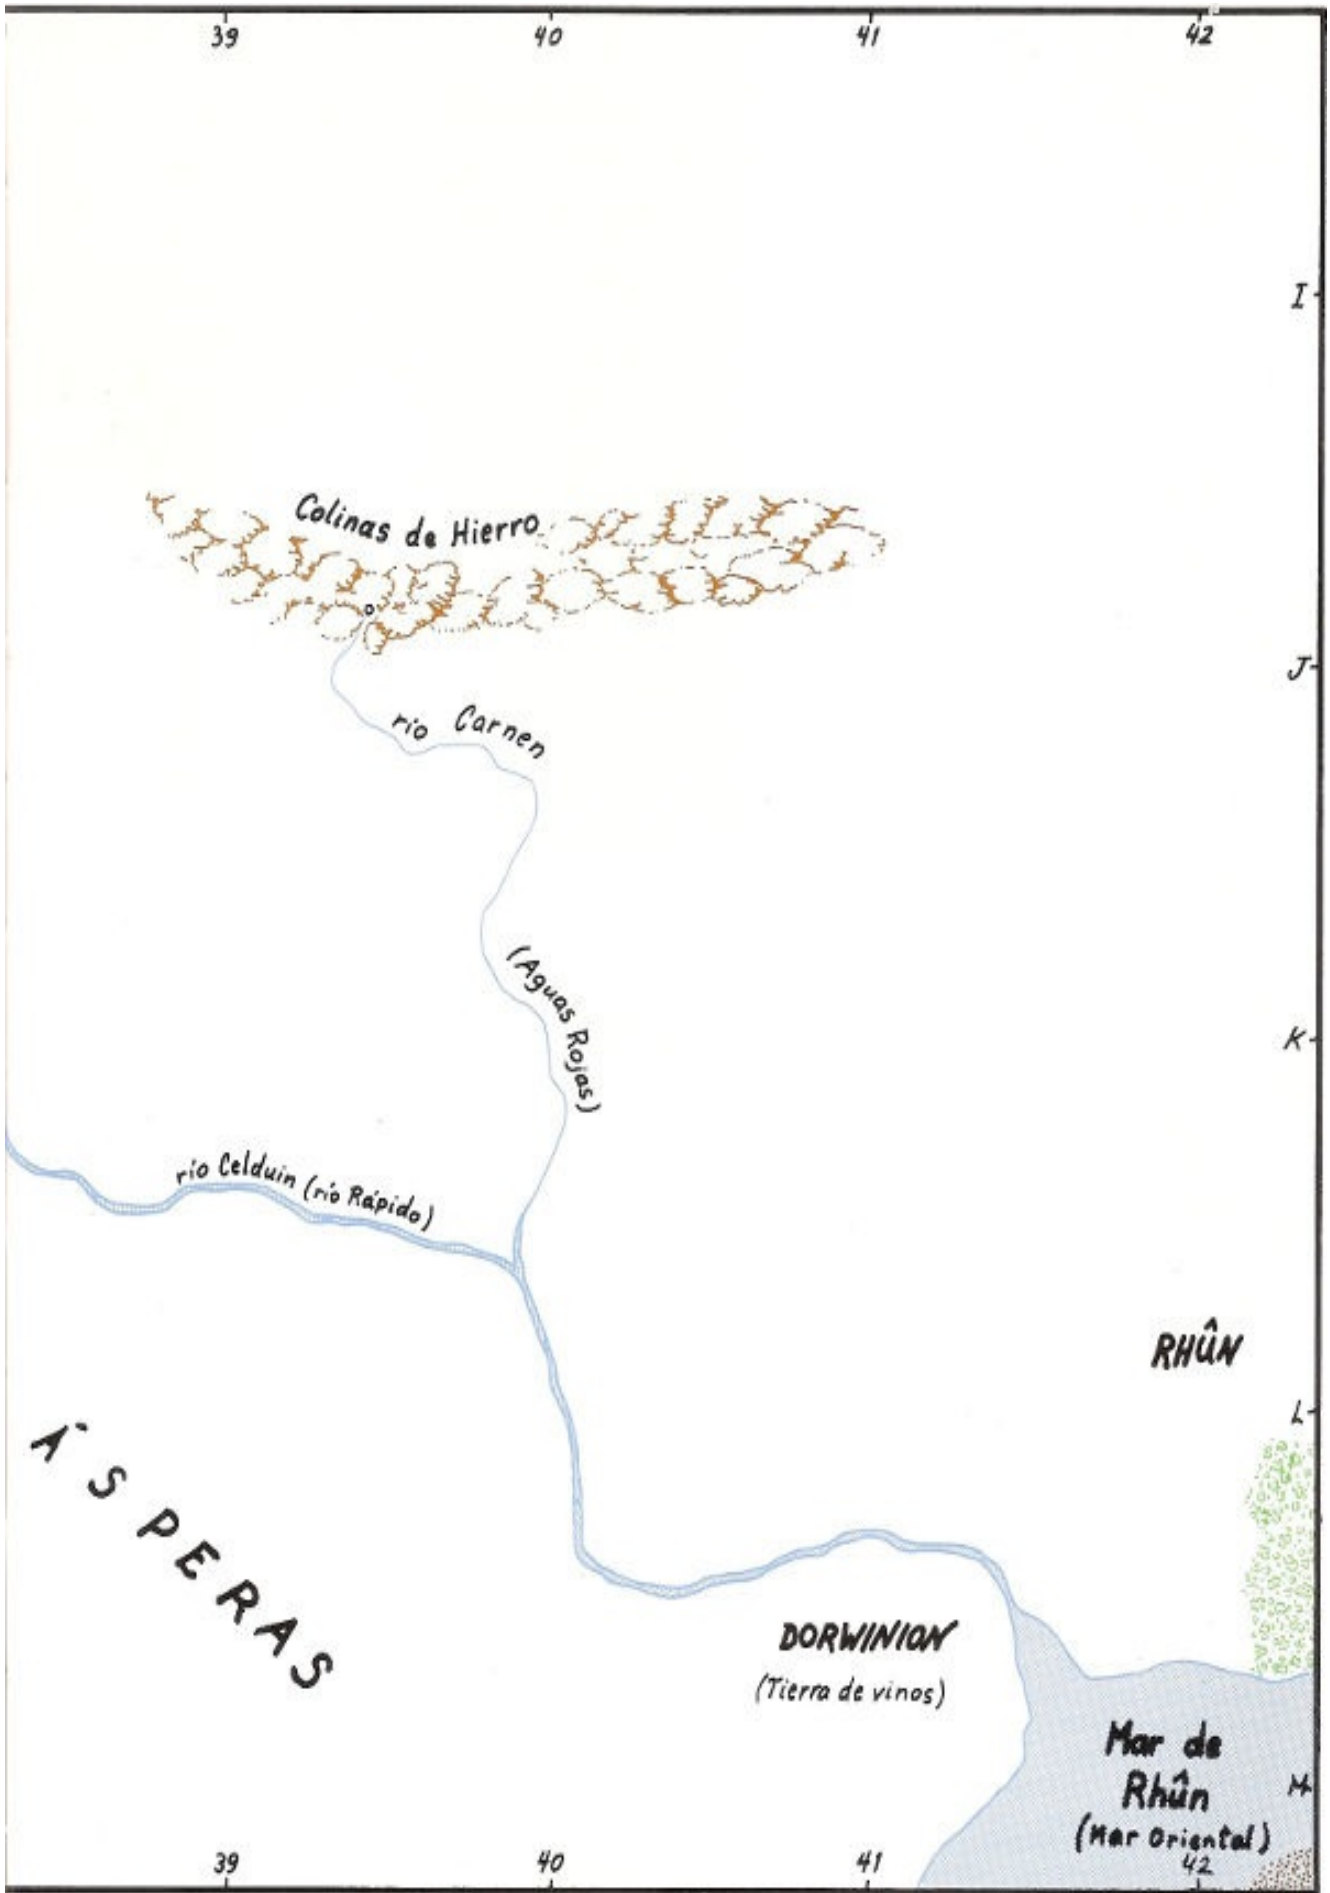 39 40 41 42
I
Colinas de Hierro
J
río Carnen
(Aguas Rojas)
K
río Celduin (río Rápido)
RHÛN
L
ÁSPERAS
DORWINION
(Tierra de vinos)
Mar de
Rhûn
M
(Mar Oriental)
39 40 41 42